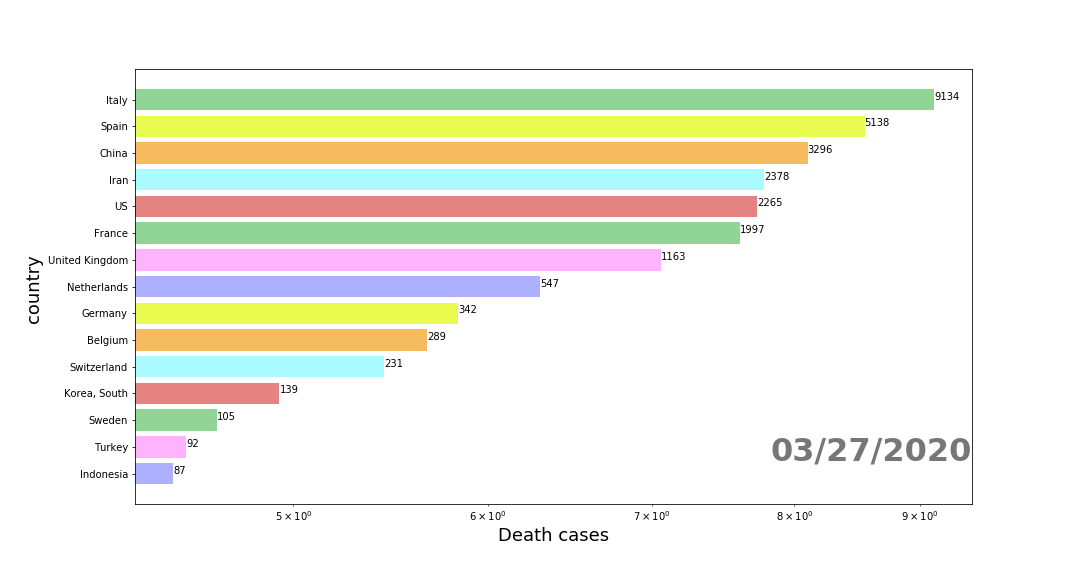 Italy 9134
Spain 5138
China 3296
Iran 2378
US 2265
France 1997
United Kingdom 1163
Netherlands 547
Germany 342
Belgium 289
Switzerland 231
Korea, South 139
Sweden 105
Turkey 92
Indonesia 87
country
03/27/2020
5 × 10⁰ 6 × 10⁰ 7 × 10⁰ 8 × 10⁰ 9 × 10⁰
Death cases